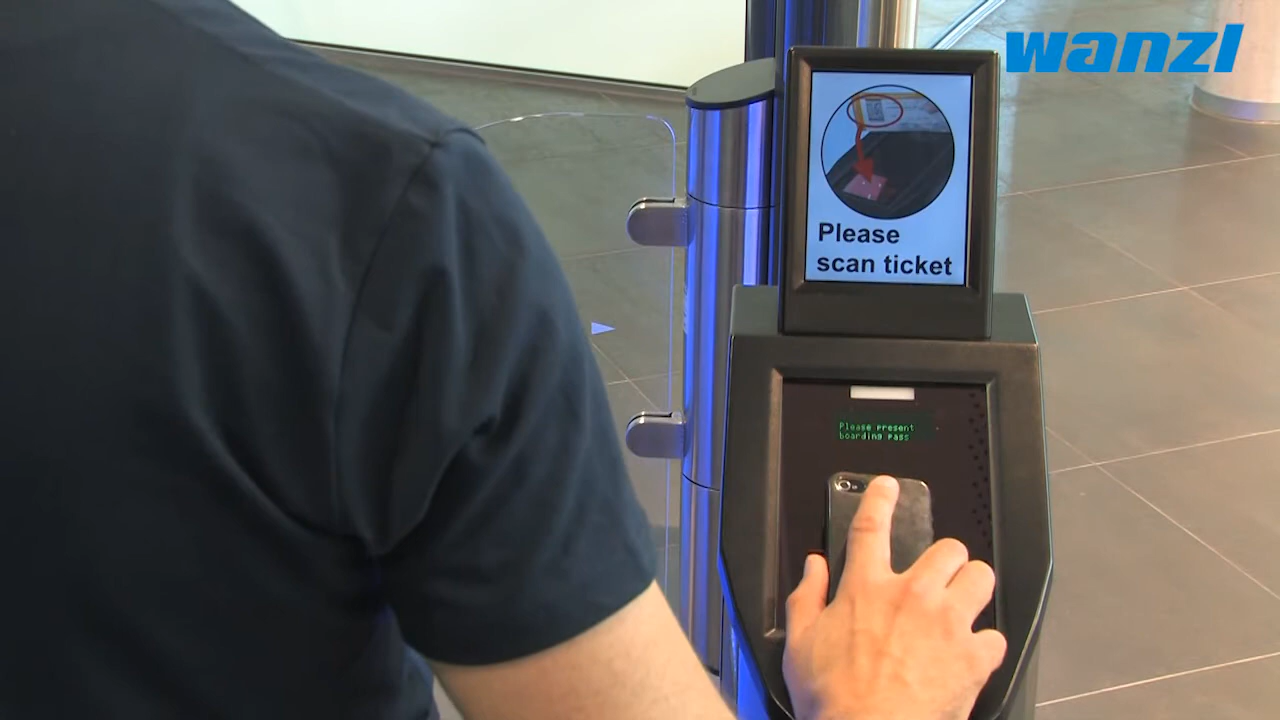 wanzl
Please
scan ticket
Please present
boarding pass